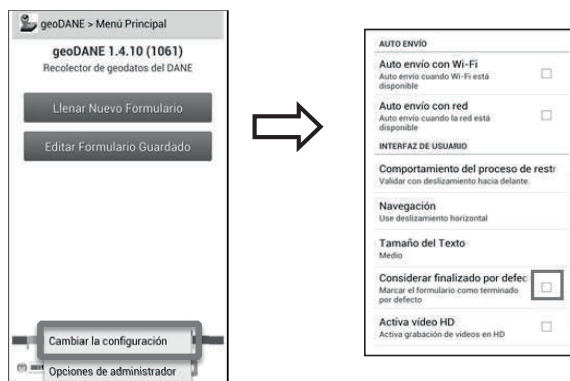 geoDANE > Menú Principal
geoDANE 1.4.10 (1061)
Recolector de geodatos del DANE
Llenar Nuevo Formulario
Editar Formulario Guardado
Cambiar la configuración
Opciones de administrador
AUTO ENVÍO
Auto envío con Wi-Fi
Auto envío cuando Wi-Fi está
disponible
Auto envío con red
Auto envío cuando la red está
disponible
INTERFAZ DE USUARIO
Comportamiento del proceso de restr
Validar con deslizamiento hacia delante.
Navegación
Use deslizamiento horizontal
Tamaño del Texto
Medio
Considerar finalizado por defec
Marcar el formulario como terminado
por defecto
Activa vídeo HD
Activa grabación de vídeos en HD